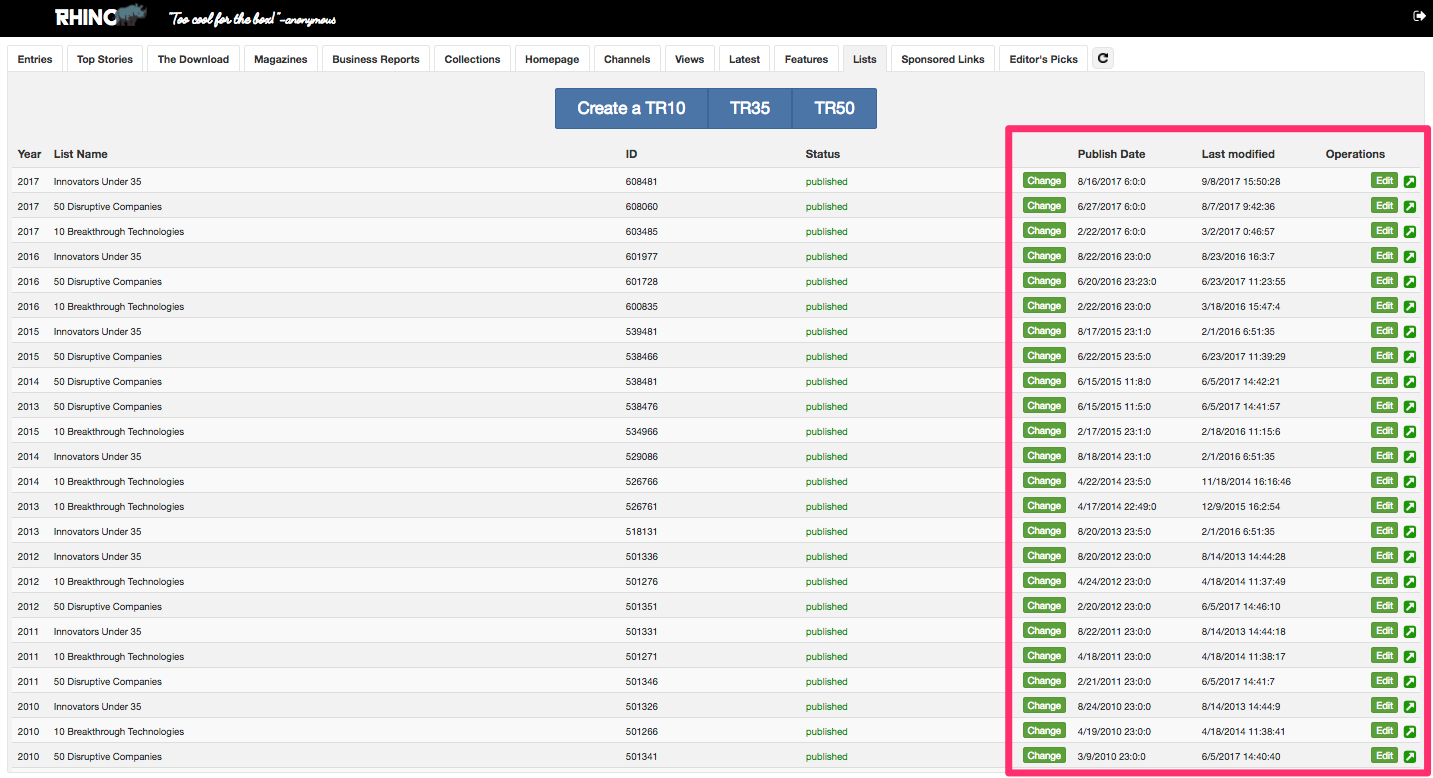 RHINO "Too cool for the box!" -anonymous
Entries Top Stories The Download Magazines Business Reports Collections Homepage Channels Views Latest Features Lists Sponsored Links Editor's Picks
Create a TR10 TR35 TR50
Year List Name ID Status Publish Date Last modified Operations
2017 Innovators Under 35 608481 published Change 8/16/2017 6:0:0 9/8/2017 15:50:28 Edit
2017 50 Disruptive Companies 608060 published Change 6/27/2017 6:0:0 8/7/2017 9:42:36 Edit
2017 10 Breakthrough Technologies 603485 published Change 2/22/2017 6:0:0 3/2/2017 0:46:57 Edit
2016 Innovators Under 35 601977 published Change 8/22/2016 23:0:0 8/23/2016 16:3:7 Edit
2016 50 Disruptive Companies 601728 published Change 6/20/2016 23:23:0 6/23/2017 11:23:55 Edit
2016 10 Breakthrough Technologies 600835 published Change 2/22/2016 23:0:0 3/18/2016 15:47:4 Edit
2015 Innovators Under 35 539481 published Change 8/17/2015 23:1:0 2/1/2016 6:51:35 Edit
2015 50 Disruptive Companies 538466 published Change 6/22/2015 23:5:0 6/23/2017 11:39:29 Edit
2014 50 Disruptive Companies 538481 published Change 6/15/2015 11:8:0 6/5/2017 14:42:21 Edit
2013 50 Disruptive Companies 538476 published Change 6/15/2015 11:5:0 6/5/2017 14:41:57 Edit
2015 10 Breakthrough Technologies 534966 published Change 2/17/2015 23:1:0 2/18/2016 11:15:6 Edit
2014 Innovators Under 35 529086 published Change 8/18/2014 23:1:0 2/1/2016 6:51:35 Edit
2014 10 Breakthrough Technologies 526766 published Change 4/22/2014 23:5:0 11/18/2014 16:16:46 Edit
2013 10 Breakthrough Technologies 526761 published Change 4/17/2014 22:49:0 12/9/2015 16:2:54 Edit
2013 Innovators Under 35 518131 published Change 8/20/2013 23:5:0 2/1/2016 6:51:35 Edit
2012 Innovators Under 35 501336 published Change 8/20/2012 23:0:0 8/14/2013 14:44:28 Edit
2012 10 Breakthrough Technologies 501276 published Change 4/24/2012 23:0:0 4/18/2014 11:37:49 Edit
2012 50 Disruptive Companies 501351 published Change 2/20/2012 23:0:0 6/5/2017 14:46:10 Edit
2011 Innovators Under 35 501331 published Change 8/22/2011 23:0:0 8/14/2013 14:44:18 Edit
2011 10 Breakthrough Technologies 501271 published Change 4/18/2011 23:0:0 4/18/2014 11:38:17 Edit
2011 50 Disruptive Companies 501346 published Change 2/21/2011 23:0:0 6/5/2017 14:41:7 Edit
2010 Innovators Under 35 501326 published Change 8/24/2010 23:0:0 8/14/2013 14:44:9 Edit
2010 10 Breakthrough Technologies 501266 published Change 4/19/2010 23:0:0 4/18/2014 11:38:41 Edit
2010 50 Disruptive Companies 501341 published Change 3/9/2010 23:0:0 6/5/2017 14:40:40 Edit